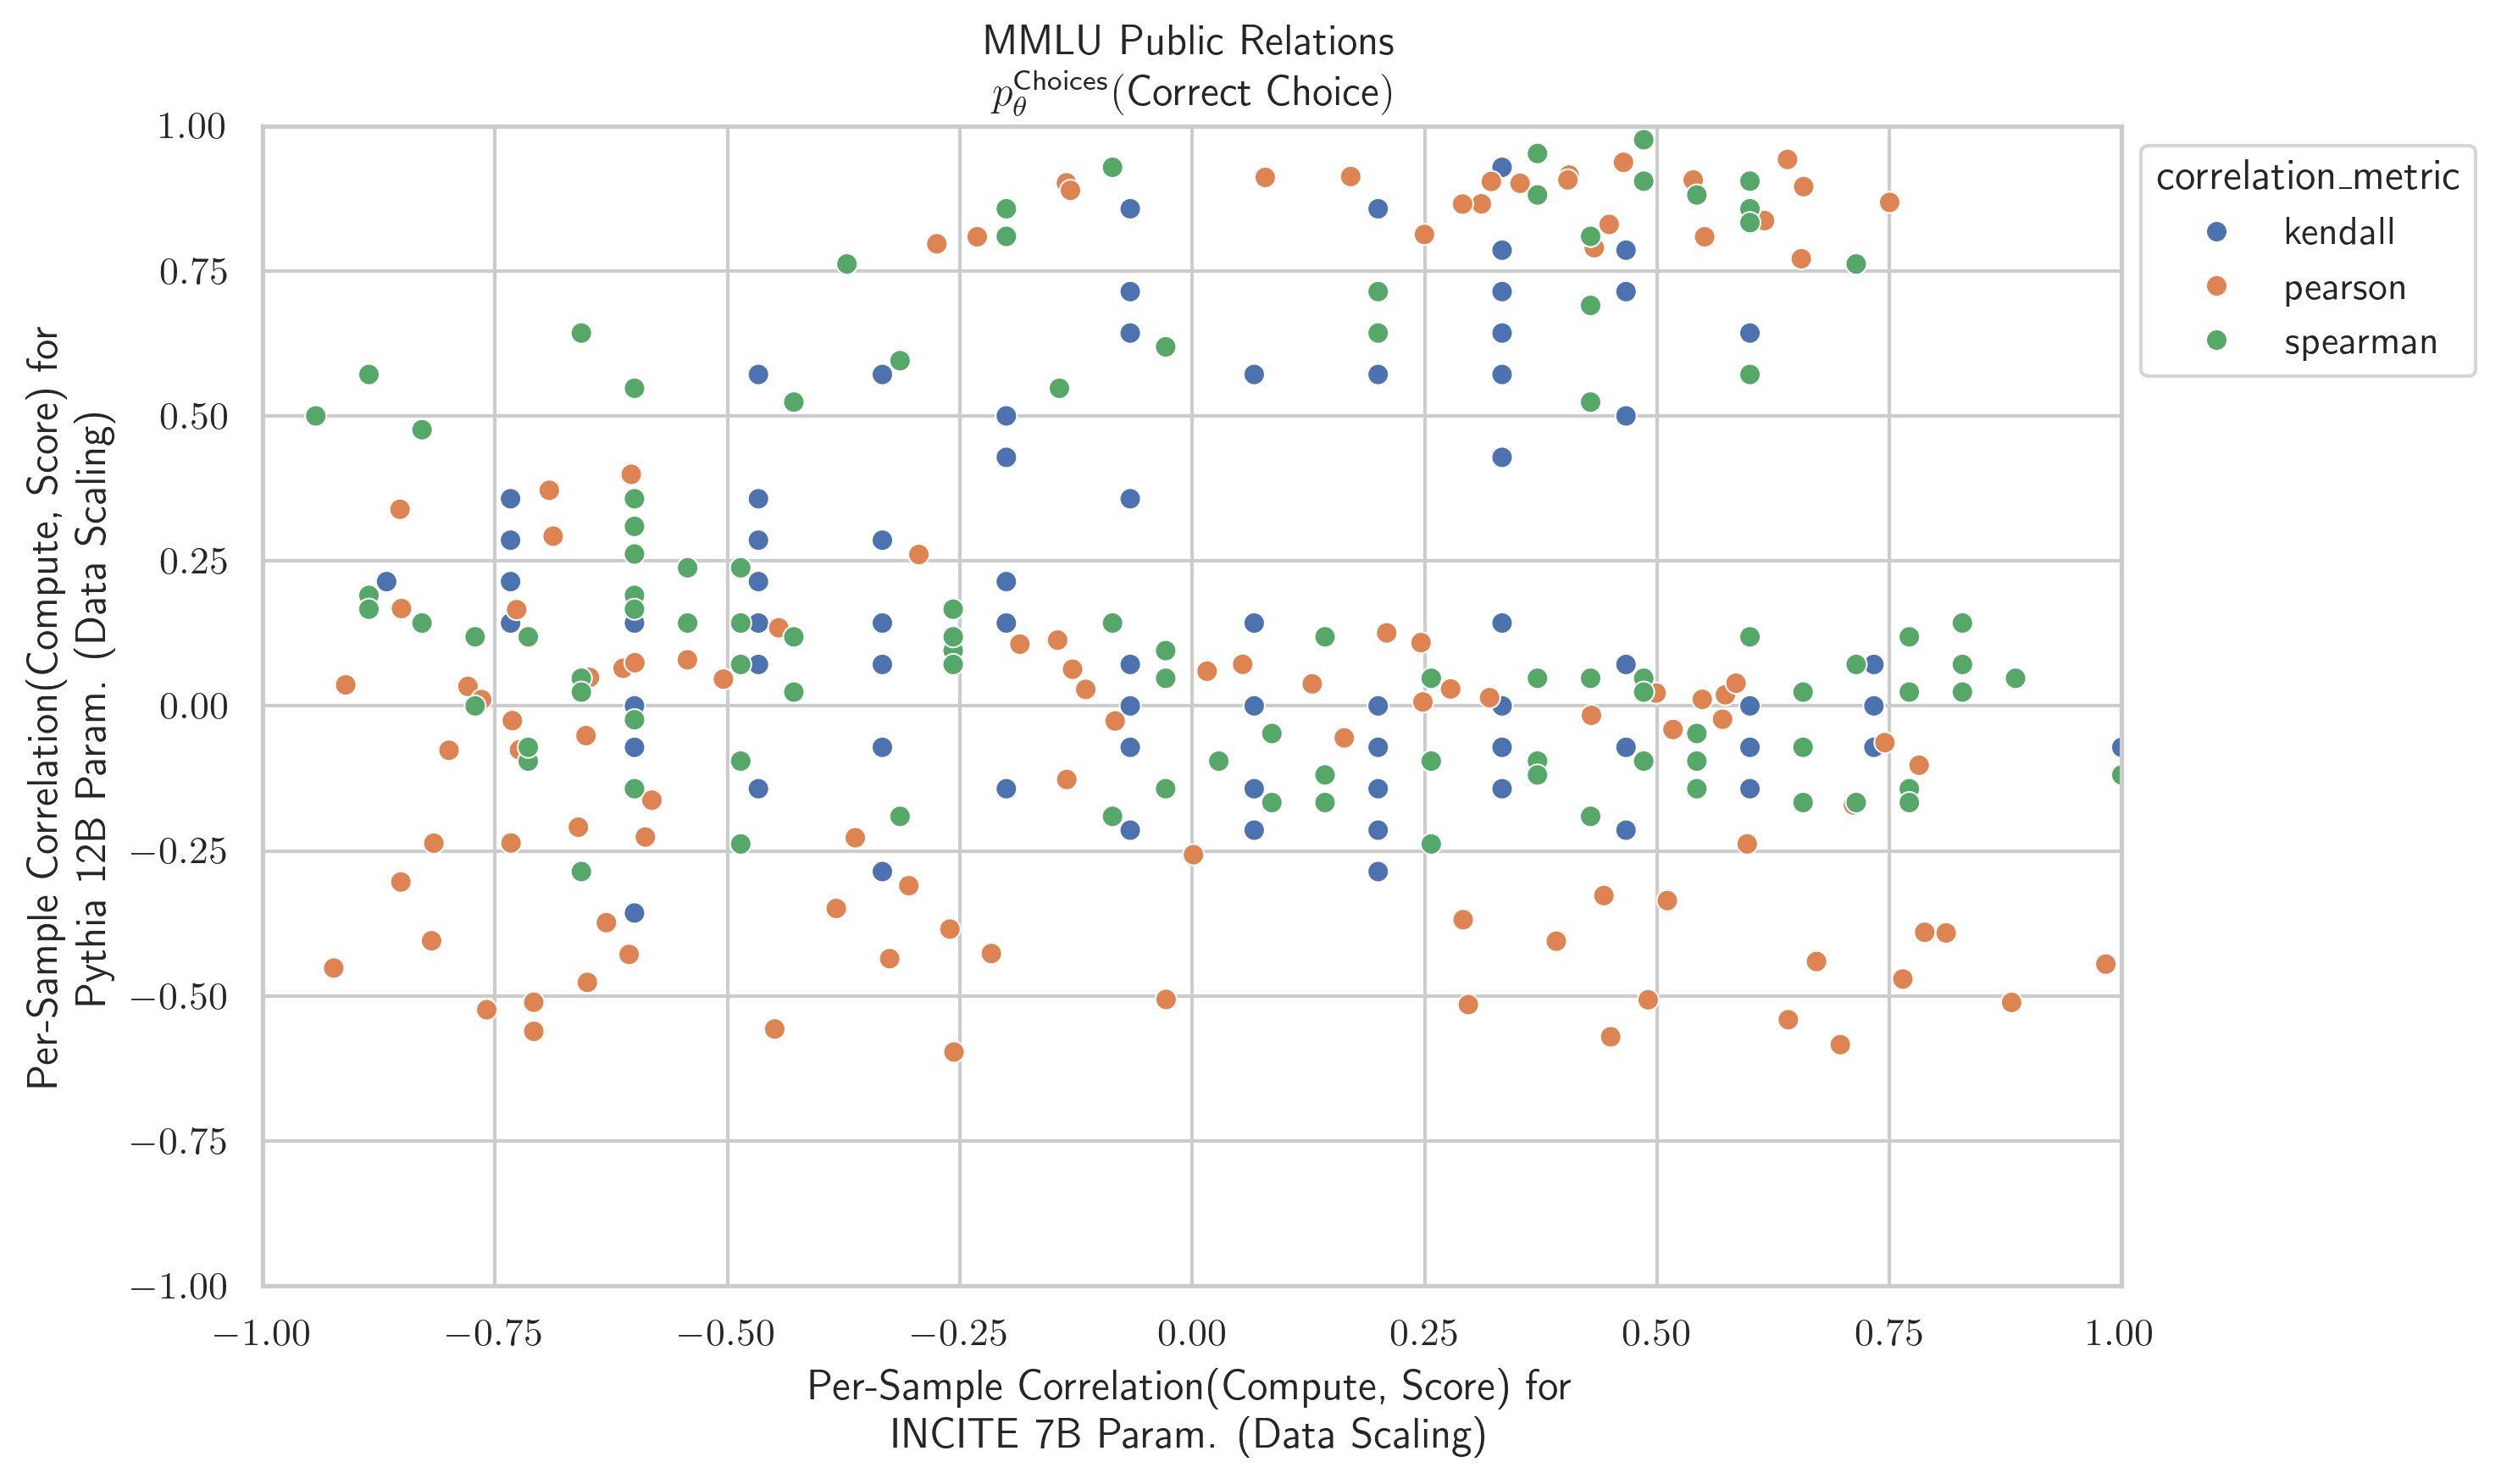 MMLU Public Relations
p_θ^Choices(Correct Choice)
1.00
0.75
0.50
0.25
0.00
−0.25
−0.50
−0.75
−1.00
Per-Sample Correlation(Compute, Score) for
Pythia 12B Param. (Data Scaling)
−1.00 −0.75 −0.50 −0.25 0.00 0.25 0.50 0.75 1.00
Per-Sample Correlation(Compute, Score) for
INCITE 7B Param. (Data Scaling)
correlation_metric
kendall
pearson
spearman